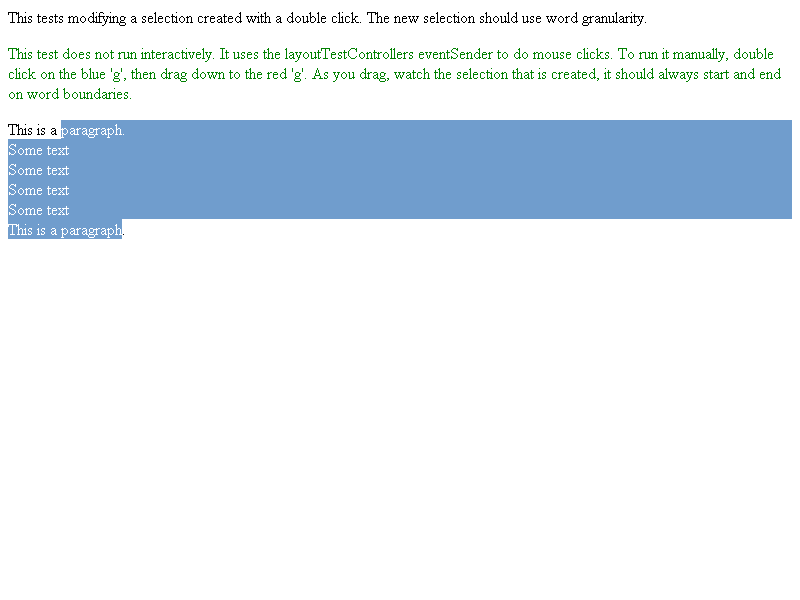 This tests modifying a selection created with a double click. The new selection should use word granularity.
This test does not run interactively. It uses the layoutTestControllers eventSender to do mouse clicks. To run it manually, double
click on the blue 'g', then drag down to the red 'g'. As you drag, watch the selection that is created, it should always start and end
on word boundaries.
This is a paragraph.
Some text
Some text
Some text
Some text
This is a paragraph.